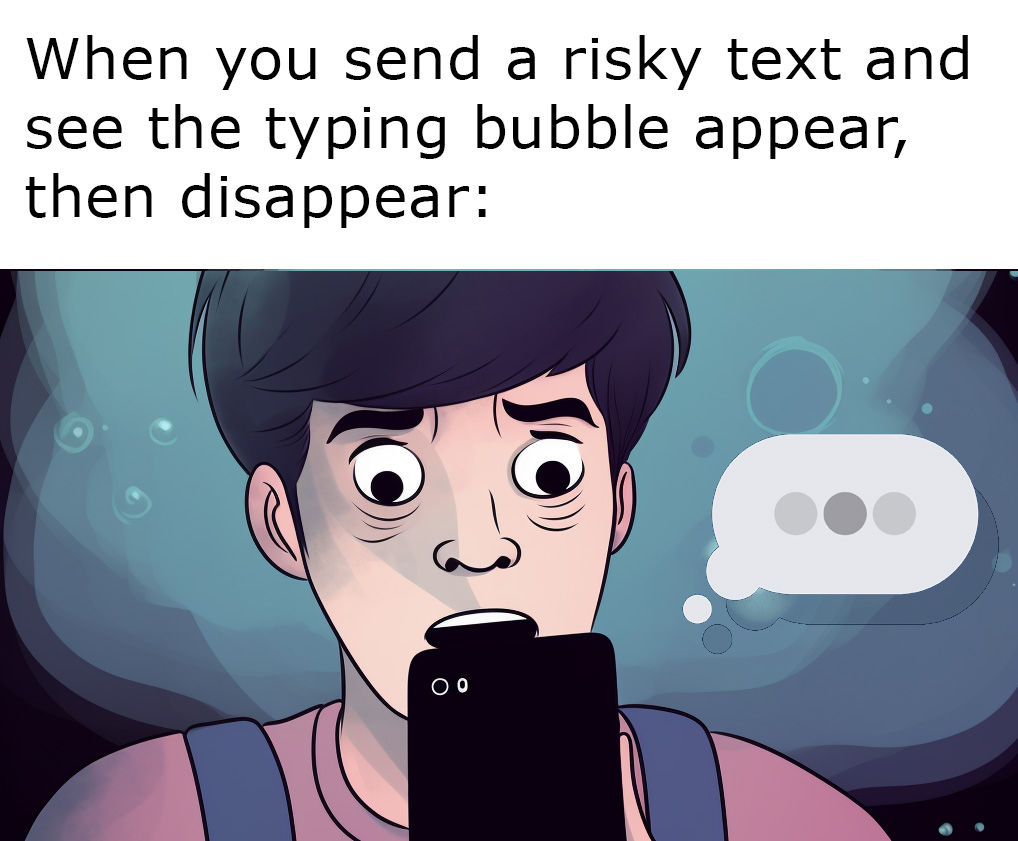 When you send a risky text and
see the typing bubble appear,
then disappear: